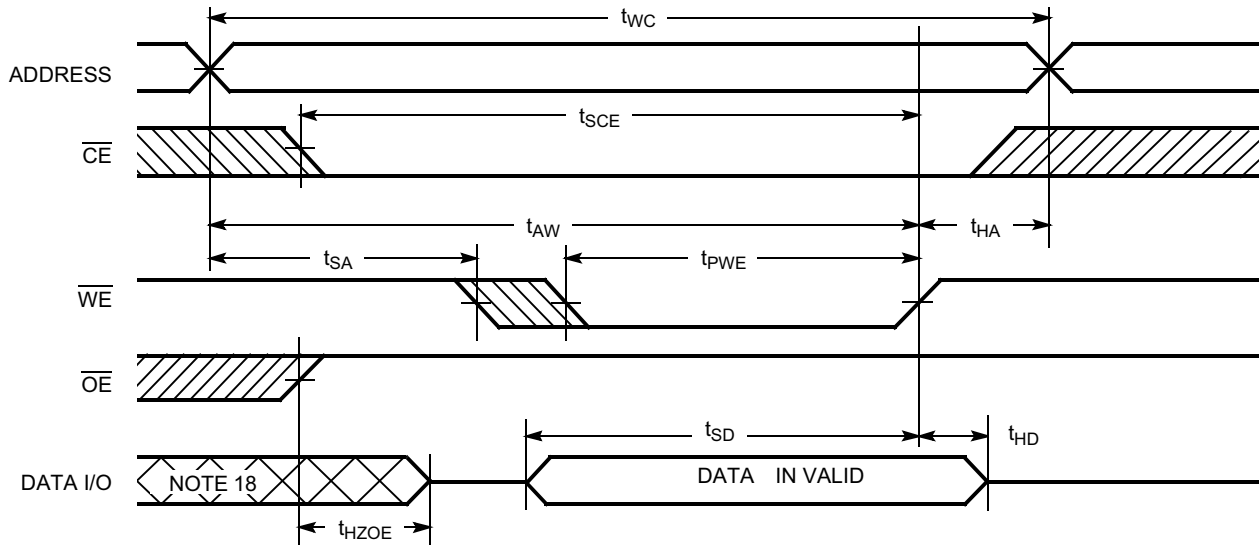 tWC
ADDRESS
tSCE
CE
tAW
tHA
tSA
tPWE
WE
OE
tSD
tHD
DATA I/O
NOTE 18
DATA IN VALID
tHZOE